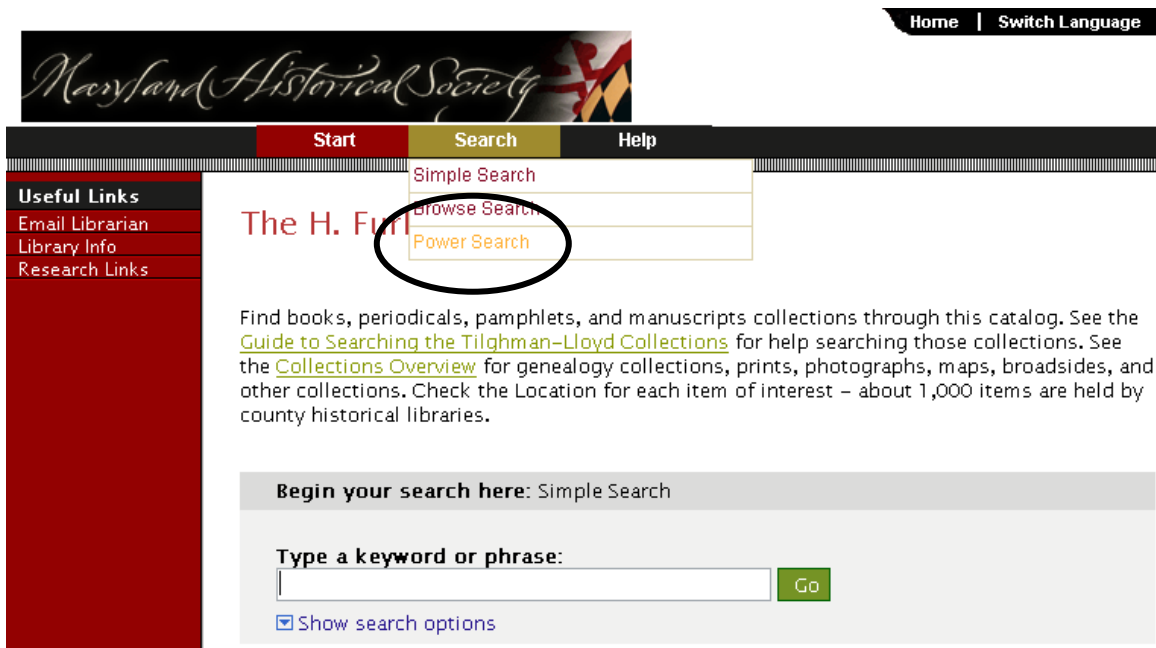 Home | Switch Language
Maryland Historical Society
Start Search Help
Simple Search
Browse Search
Power Search
Useful Links
Email Librarian
Library Info
Research Links
The H. Furl
Find books, periodicals, pamphlets, and manuscripts collections through this catalog. See the
Guide to Searching the Tilghman–Lloyd Collections for help searching those collections. See
the Collections Overview for genealogy collections, prints, photographs, maps, broadsides, and
other collections. Check the Location for each item of interest – about 1,000 items are held by
county historical libraries.
Begin your search here: Simple Search
Type a keyword or phrase:
Go
Show search options